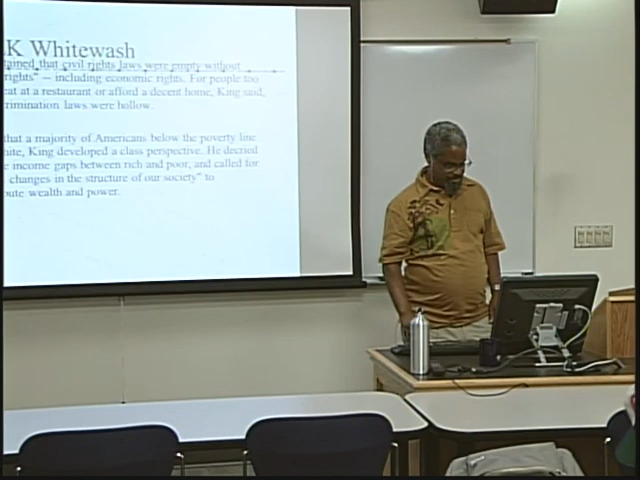 K Whitewash
tained that civil rights laws were empty without
rights" – including economic rights. For people too
eat at a restaurant or afford a decent home, King said,
rimination laws were hollow.
that a majority of Americans below the poverty line
hite, King developed a class perspective. He decried
e income gaps between rich and poor, and called for
changes in the structure of our society" to
bute wealth and power.